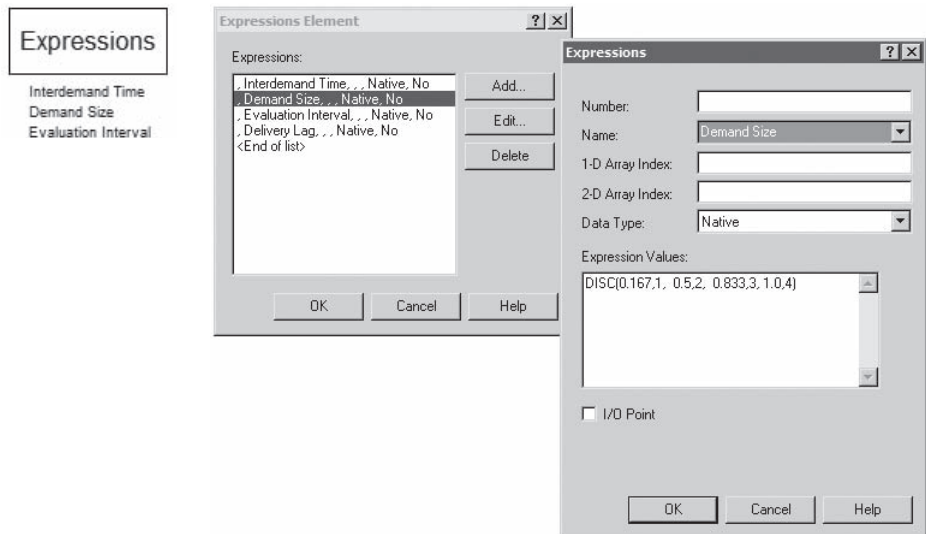 Expressions
Interdemand Time
Demand Size
Evaluation Interval
Expressions Element
Expressions:
, Interdemand Time, , , Native, No
, Demand Size, , , Native, No
, Evaluation Interval, , , Native, No
, Delivery Lag, , , Native, No
<End of list>
Add...
Edit...
Delete
OK
Cancel
Help
Expressions
Number:
Name:
Demand Size
1-D Array Index:
2-D Array Index:
Data Type:
Native
Expression Values:
DISC(0.167,1, 0.5,2, 0.833,3, 1.0,4)
I/O Point
OK
Cancel
Help